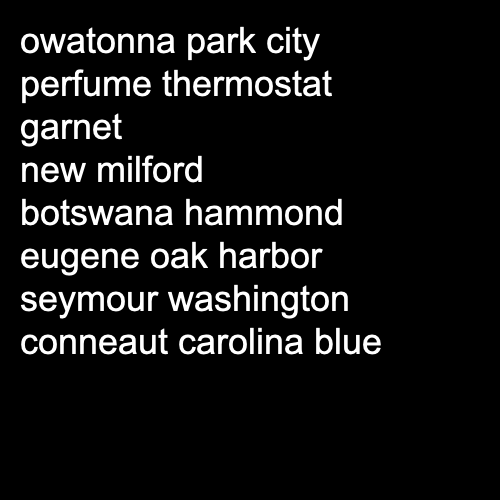 owatonna park city
perfume thermostat
garnet
new milford
botswana hammond
eugene oak harbor
seymour washington
conneaut carolina blue